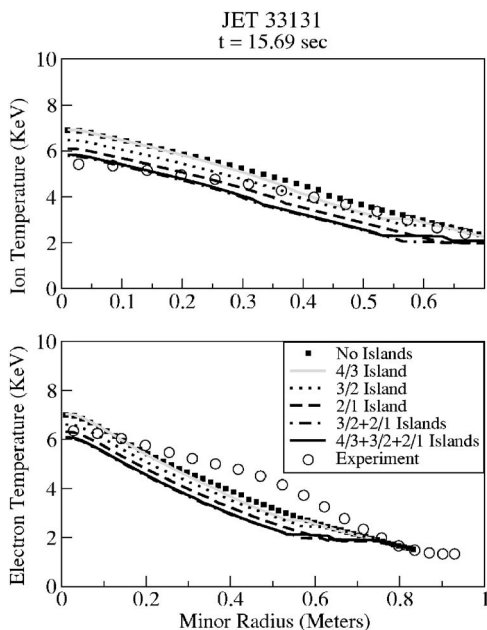 JET 33131
t = 15.69 sec
10
8
6
4
2
0
Ion Temperature (KeV)
0 0.1 0.2 0.3 0.4 0.5 0.6
10
8
6
4
2
0
Electron Temperature (KeV)
No Islands
4/3 Island
3/2 Island
2/1 Island
3/2+2/1 Islands
4/3+3/2+2/1 Islands
Experiment
0 0.2 0.4 0.6 0.8 1
Minor Radius (Meters)